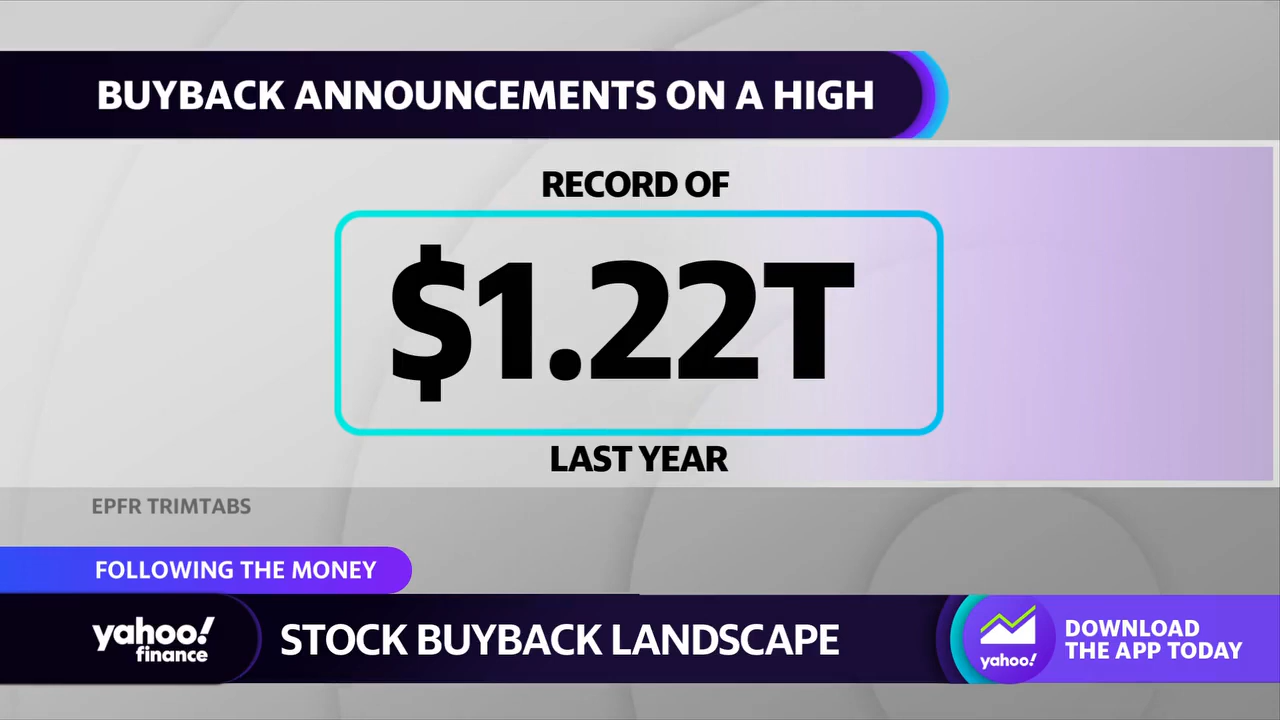 BUYBACK ANNOUNCEMENTS ON A HIGH
RECORD OF
$1.22T
LAST YEAR
EPFR TRIMTABS
FOLLOWING THE MONEY
yahoo!
finance
STOCK BUYBACK LANDSCAPE
yahoo!
DOWNLOAD
THE APP TODAY